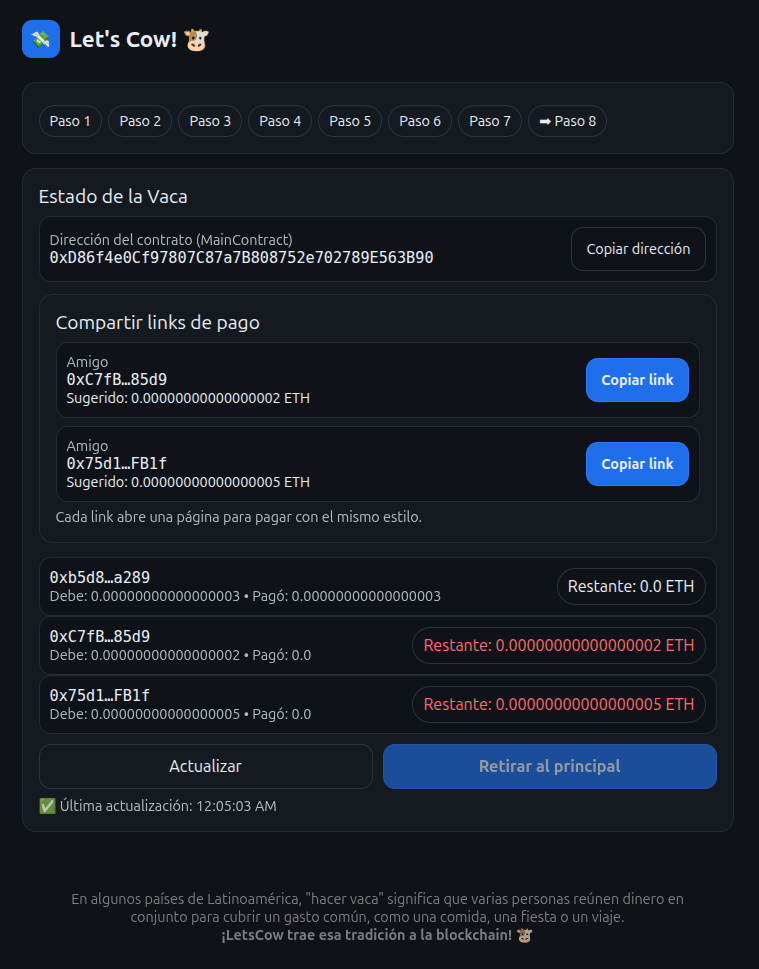 Let's Cow! 🐮
Paso 1
Paso 2
Paso 3
Paso 4
Paso 5
Paso 6
Paso 7
➡ Paso 8
Estado de la Vaca
Dirección del contrato (MainContract)
0xD86f4e0Cf97807C87a7B808752e702789E563B90
Copiar dirección
Compartir links de pago
Amigo
0xC7fB…85d9
Sugerido: 0.00000000000000002 ETH
Copiar link
Amigo
0x75d1…FB1f
Sugerido: 0.00000000000000005 ETH
Copiar link
Cada link abre una página para pagar con el mismo estilo.
0xb5d8…a289
Debe: 0.00000000000000003 • Pagó: 0.00000000000000003
Restante: 0.0 ETH
0xC7fB…85d9
Debe: 0.00000000000000002 • Pagó: 0.0
Restante: 0.00000000000000002 ETH
0x75d1…FB1f
Debe: 0.00000000000000005 • Pagó: 0.0
Restante: 0.00000000000000005 ETH
Actualizar
Retirar al principal
✅ Última actualización: 12:05:03 AM
En algunos países de Latinoamérica, "hacer vaca" significa que varias personas reúnen dinero en
conjunto para cubrir un gasto común, como una comida, una fiesta o un viaje.
¡LetsCow trae esa tradición a la blockchain! 🐮